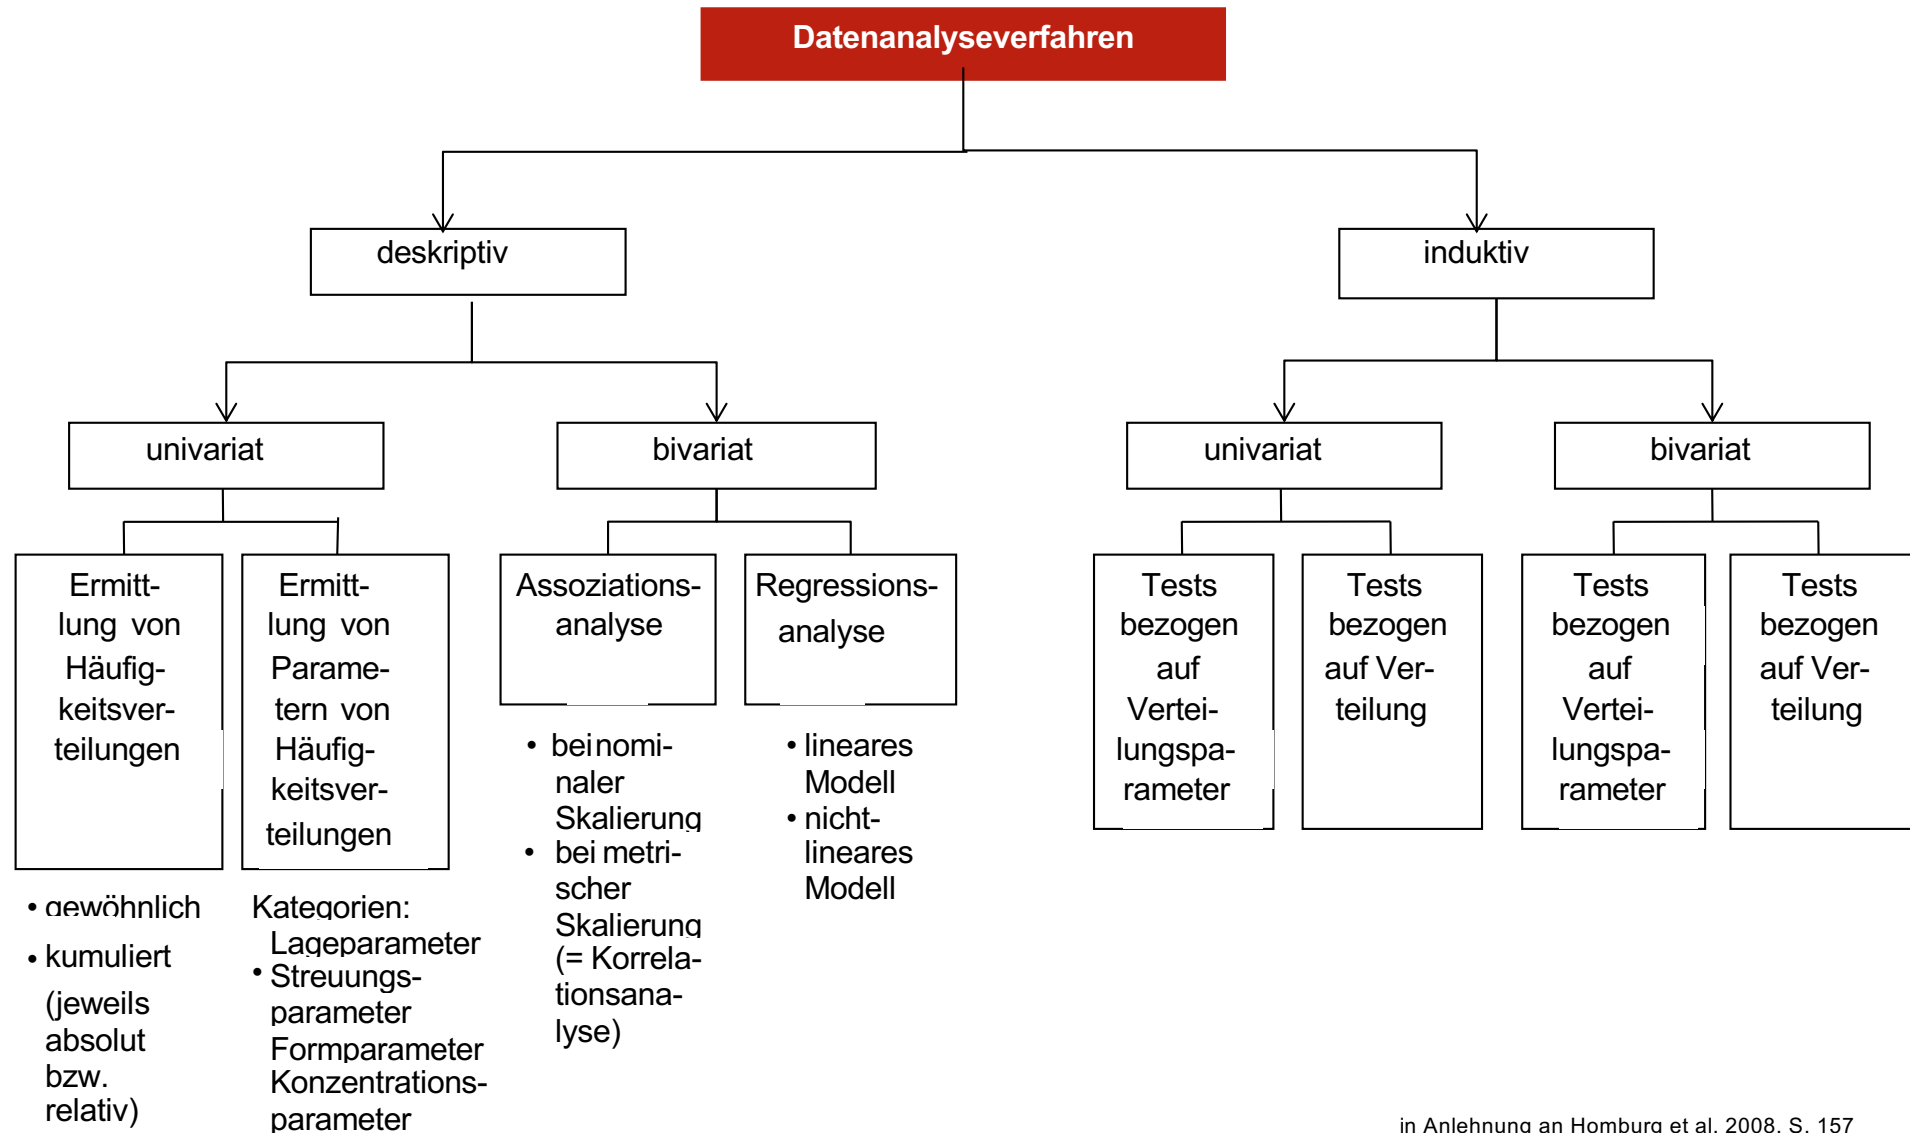 Datenanalyseverfahren
deskriptiv
induktiv
univariat
bivariat
univariat
bivariat
Ermitt-
lung von
Häufig-
keitsver-
teilungen
Ermitt-
lung von
Parame-
tern von
Häufig-
keitsver-
teilungen
Assoziations-
analyse
Regressions-
analyse
Tests
bezogen
auf
Vertei-
lungspa-
rameter
Tests
bezogen
auf Ver-
teilung
Tests
bezogen
auf
Vertei-
lungspa-
rameter
Tests
bezogen
auf Ver-
teilung
• gewöhnlich
• kumuliert
(jeweils
absolut
bzw.
relativ)
Kategorien:
Lageparameter
• Streuungs-
parameter
Formparameter
Konzentrations-
parameter
• beinomi-
naler
Skalierung
• bei metri-
scher
Skalierung
(= Korrela-
tionsana-
lyse)
• lineares
Modell
• nicht-
lineares
Modell
in Anlehnung an Homburg et al. 2008, S. 157